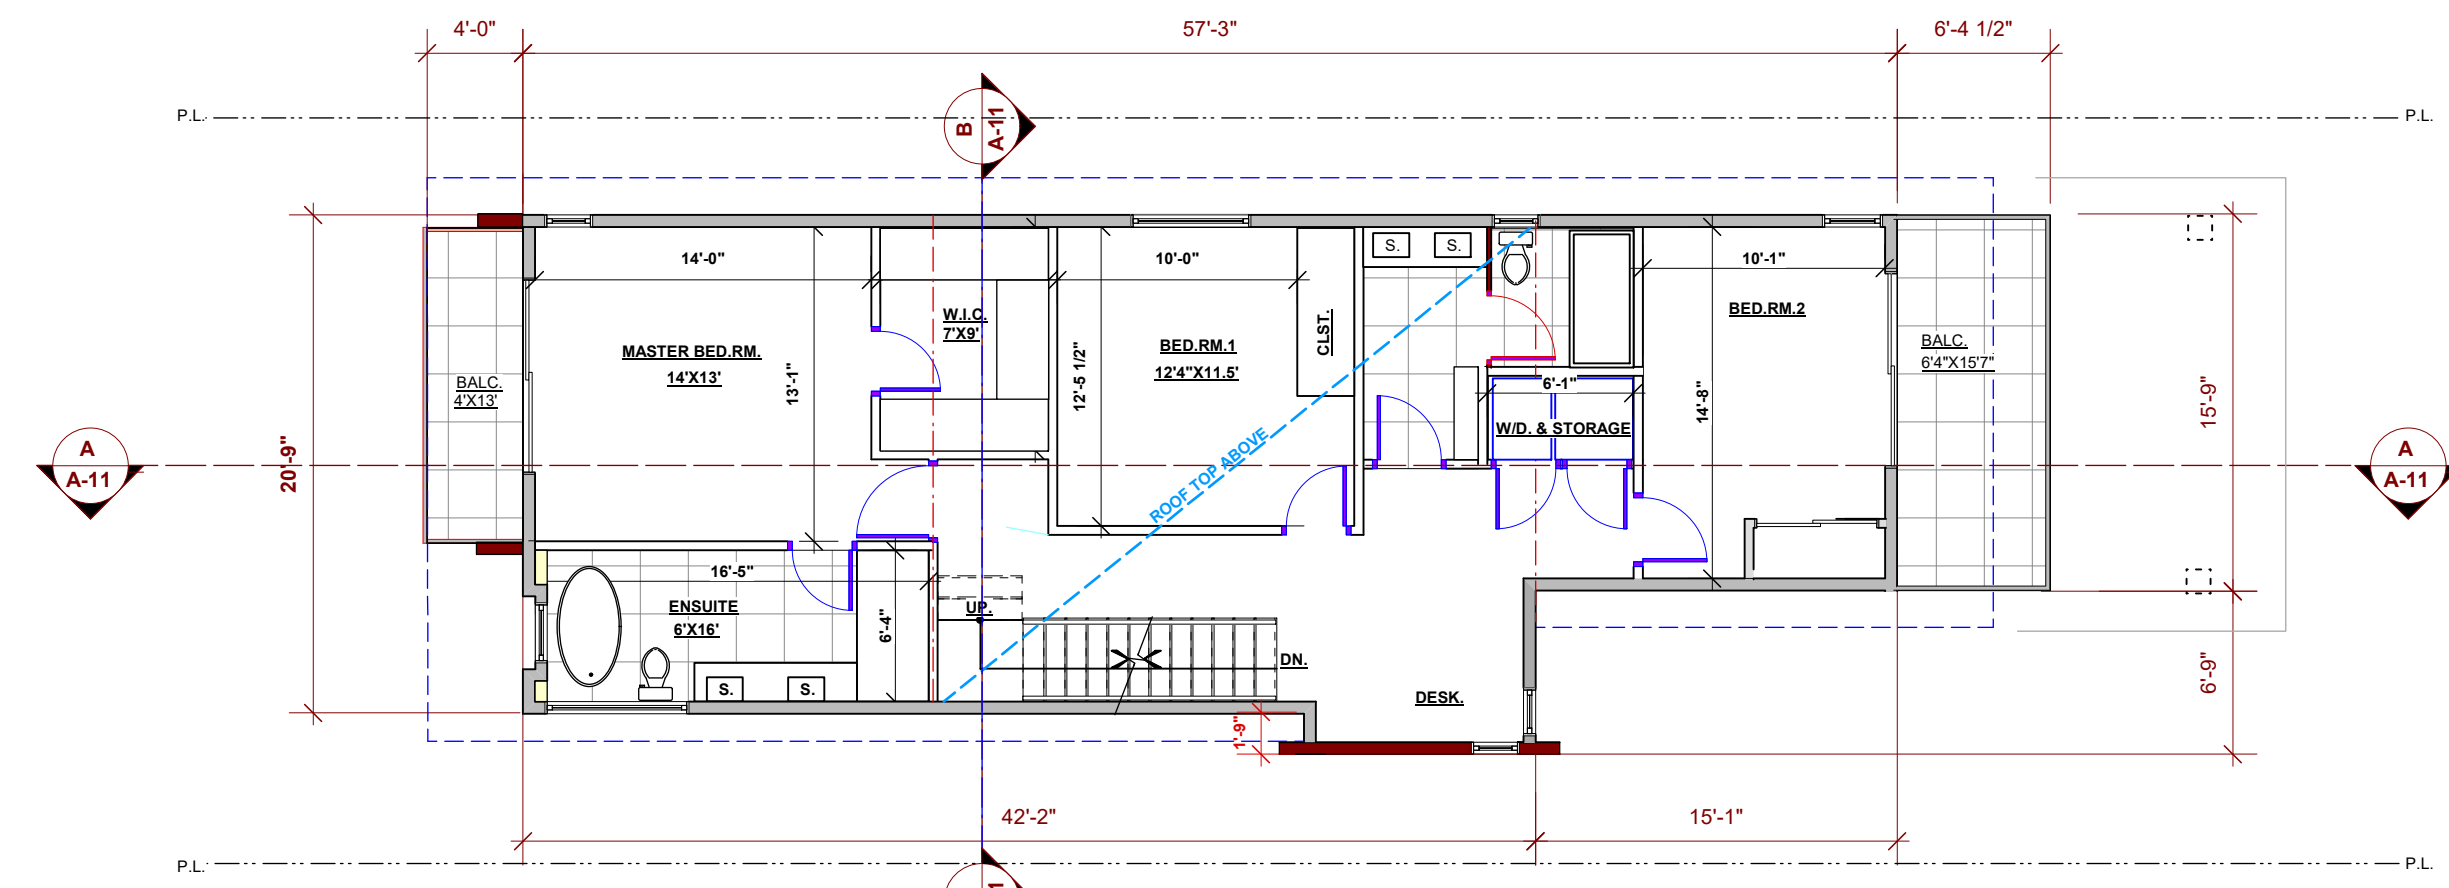 4'-0"
57'-3"
6'-4 1/2"
P.L.
B
A-11
P.L.
14'-0"
10'-0"
S.
S.
10'-1"
W.I.C.
7'X9'
BED.RM.2
MASTER BED.RM.
14'X13'
13'-1"
12'-5 1/2"
BED.RM.1
12'4"X11.5'
CLST.
BALC.
6'4"X15'7"
BALC.
4'X13'
6'-1"
14'-8"
15'-9"
W/D. & STORAGE
A
A-11
20'-9"
ROOF TOP ABOVE
A
A-11
16'-5"
ENSUITE
6'X16'
6'-4"
UP.
DN.
S.
S.
DESK.
6'-9"
1'-9"
42'-2"
15'-1"
P.L.
P.L.